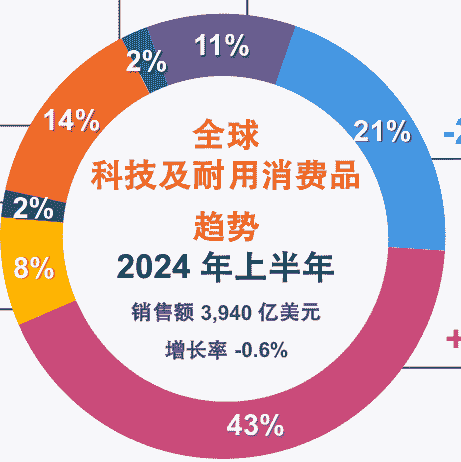 11%
2%
14%
21%
全球
科技及耐用消费品
趋势
2024 年上半年
销售额 3,940 亿美元
增长率 -0.6%
2%
8%
43%